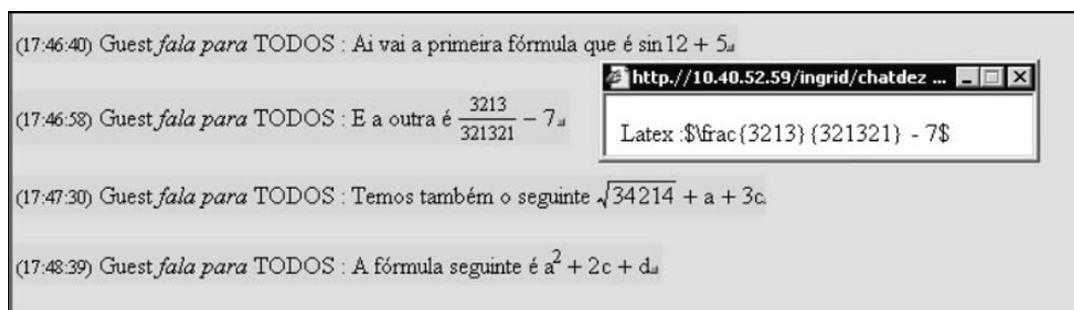 (17:46:40) Guest fala para TODOS : Ai vai a primeira fórmula que é sin12 + 5
http.//10.40.52.59/ingrid/chatdez ...
(17:46:58) Guest fala para TODOS : E a outra é \frac{3213}{321321} − 7
Latex :$\frac{3213}{321321} - 7$
(17:47:30) Guest fala para TODOS : Temos também o seguinte √34214 + a + 3c
(17:48:39) Guest fala para TODOS : A fórmula seguinte é a² + 2c + d